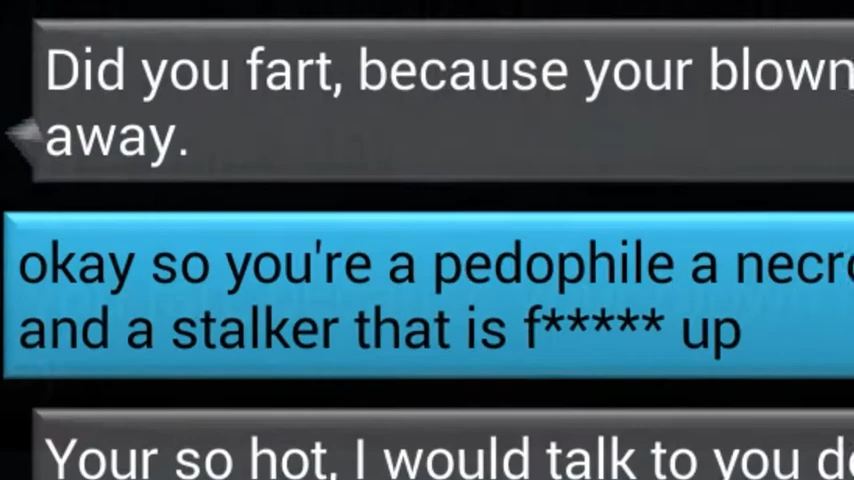 Did you fart, because your blown
away.
okay so you're a pedophile a
and a stalker that is f***** up
Your so hot, I would talk to you